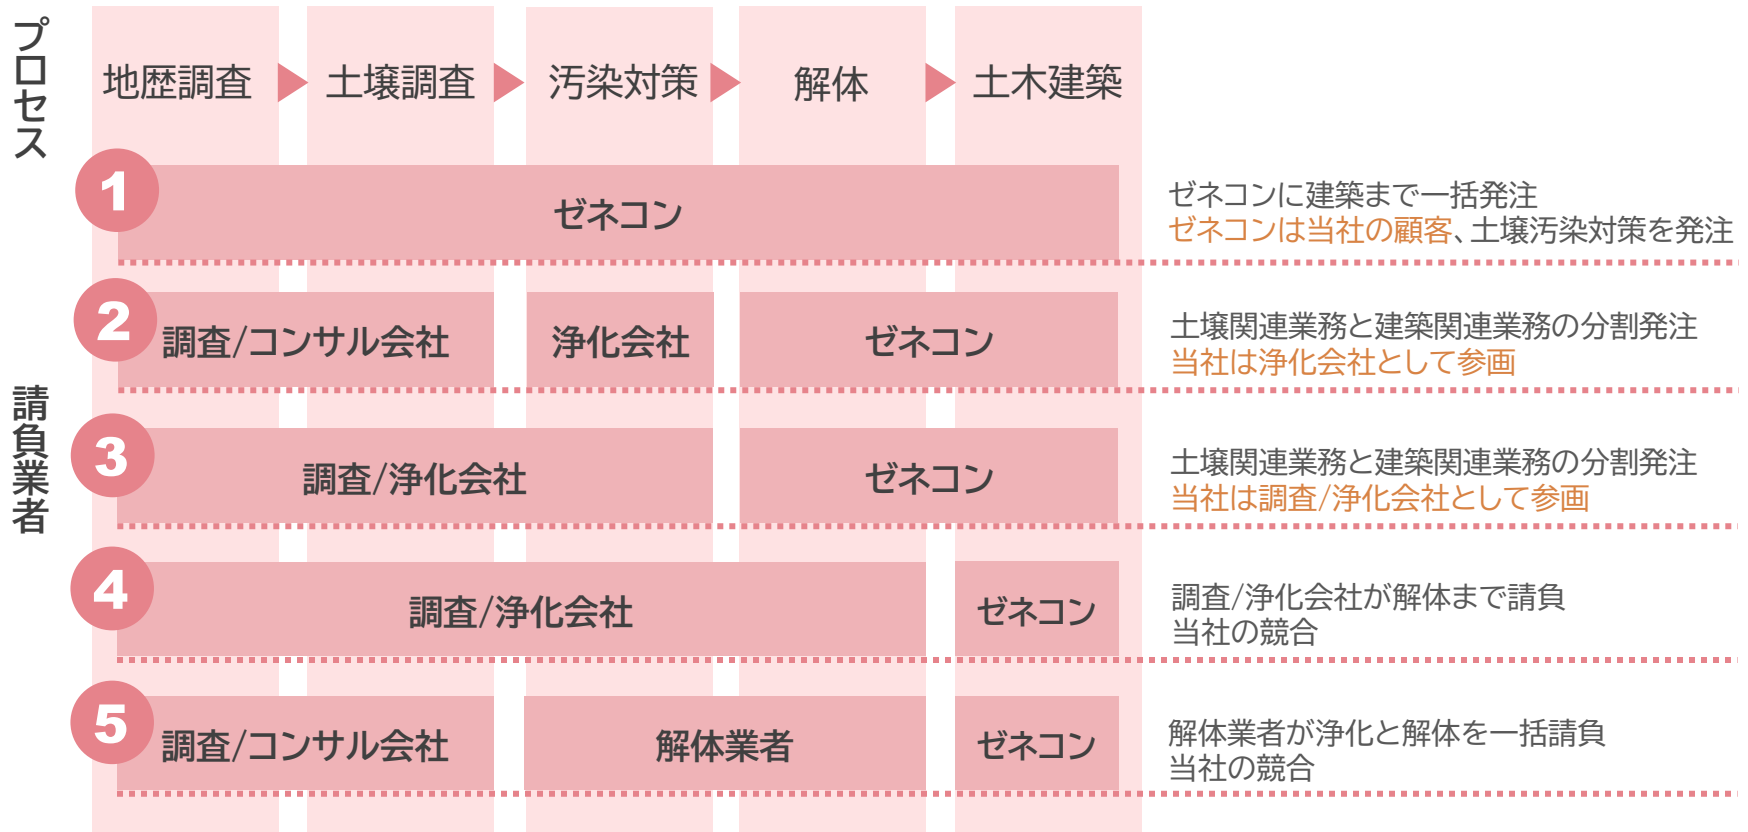 プロセス
地歴調査
土壌調査
汚染対策
解体
土木建築
請負業者
1
ゼネコン
ゼネコンに建築まで一括発注
ゼネコンは当社の顧客、土壌汚染対策を発注
2
調査/コンサル会社
浄化会社
ゼネコン
土壌関連業務と建築関連業務の分割発注
当社は浄化会社として参画
3
調査/浄化会社
ゼネコン
土壌関連業務と建築関連業務の分割発注
当社は調査/浄化会社として参画
4
調査/浄化会社
ゼネコン
調査/浄化会社が解体まで請負
当社の競合
5
調査/コンサル会社
解体業者
ゼネコン
解体業者が浄化と解体を一括請負
当社の競合